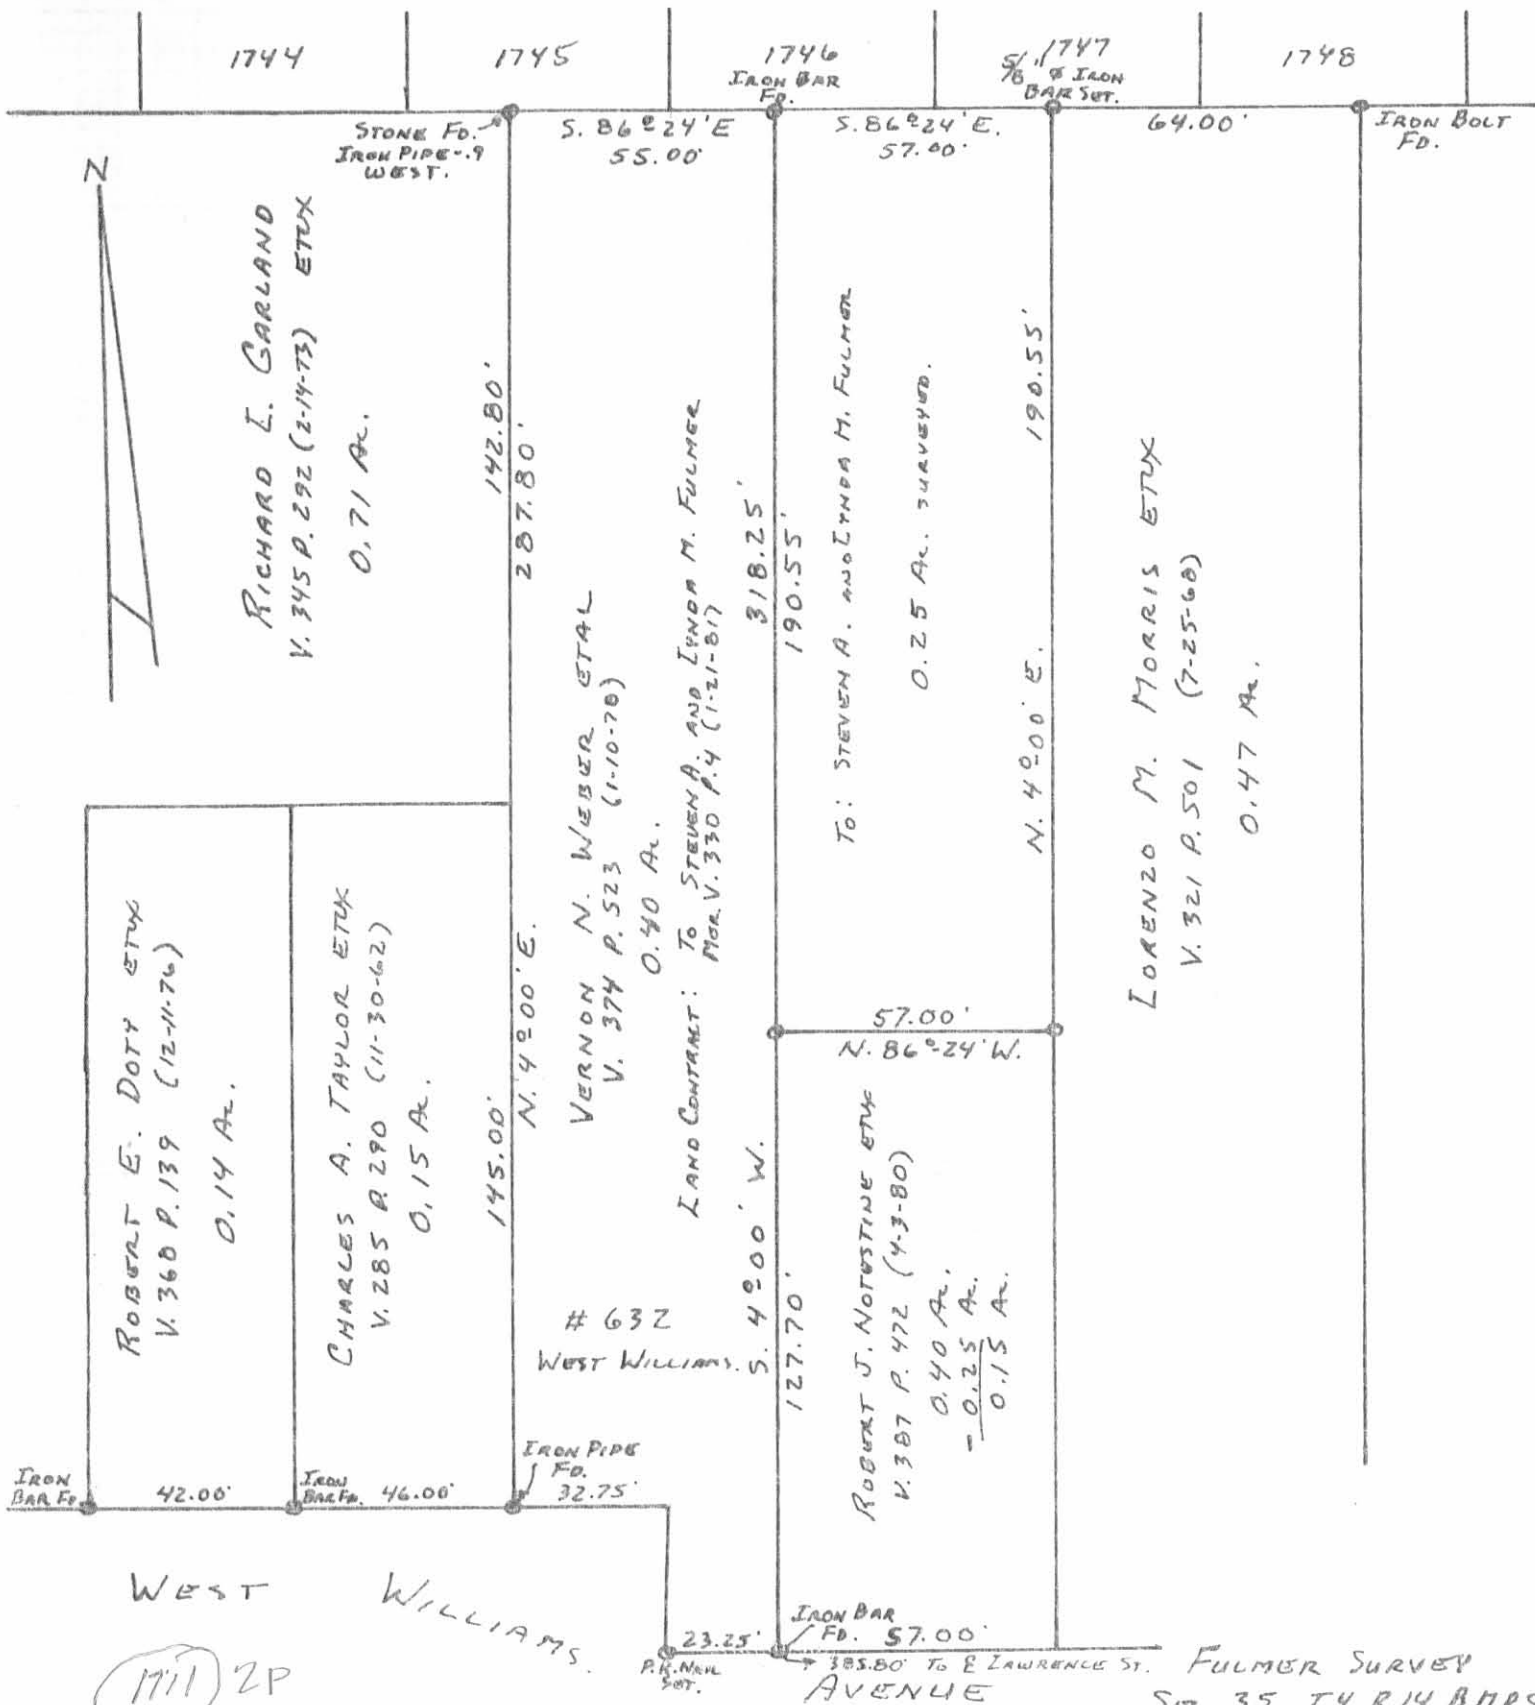 1744
1745
1746
1747
1748
IRON BAR
FD.
5/8" ø IRON
BAR SET.
STONE FD.
IRON PIPE-.9
WEST.
S. 86°24' E
55.00'
S. 86°24' E.
57.00'
64.00'
IRON BOLT
FD.
N
RICHARD L. GARLAND
V. 345 P. 292 (2-14-73) ETUX
0.71 Ac.
142.80'
287.80'
N. 4°00' E.
145.00'
VERNON N. WEBER ETAL
V. 374 P. 523 (1-10-78)
0.40 Ac.
LAND CONTRACT: TO STEVEN A. AND LYNDA M. FULMER
MOR. V. 330 P. 4 (1-21-81)
318.25'
190.55'
S. 4°00' W.
127.70'
TO: STEVEN A. AND LYNDA M. FULMER
0.25 Ac. SURVEYED.
190.55'
N. 4°00' E.
LORENZO M. MORRIS ETUX
V. 321 P. 501 (7-25-68)
0.47 Ac.
57.00'
N. 86°-24' W.
ROBERT E. DOTY ETUX
V. 368 P. 139 (12-11-76)
0.14 Ac.
CHARLES A. TAYLOR ETUX
V. 285 P. 290 (11-30-62)
0.15 Ac.
# 632
WEST WILLIAMS.
ROBERT J. NOTESTINE ETUX
V. 387 P. 472 (4-3-80)
0.40 Ac.
- 0.25 Ac.
0.15 Ac.
IRON
BAR FD
42.00'
IRON
BAR FD.
46.00'
IRON PIPE
FD.
32.75'
WEST WILLIAMS.
23.25'
P.K. NAIL
SET.
IRON BAR
FD.
57.00'
385.80' TO ₵ LAWRENCE ST.
AVENUE
1711 2P
FULMER SURVEY